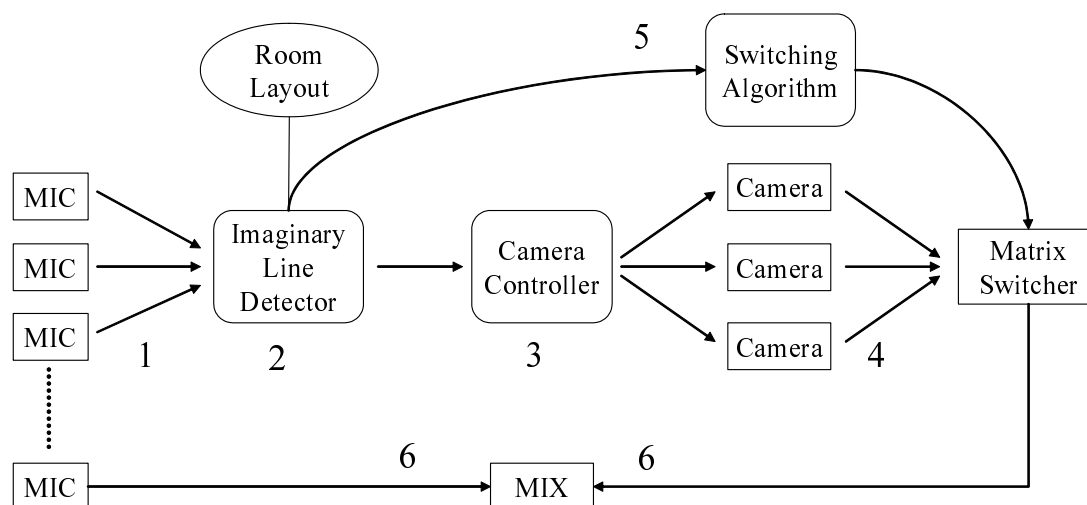 5
Room
Layout
Switching
Algorithm
MIC
MIC
MIC
Imaginary
Line
Detector
Camera
Controller
Camera
Camera
Camera
Matrix
Switcher
1
2
3
4
MIC
6
MIX
6